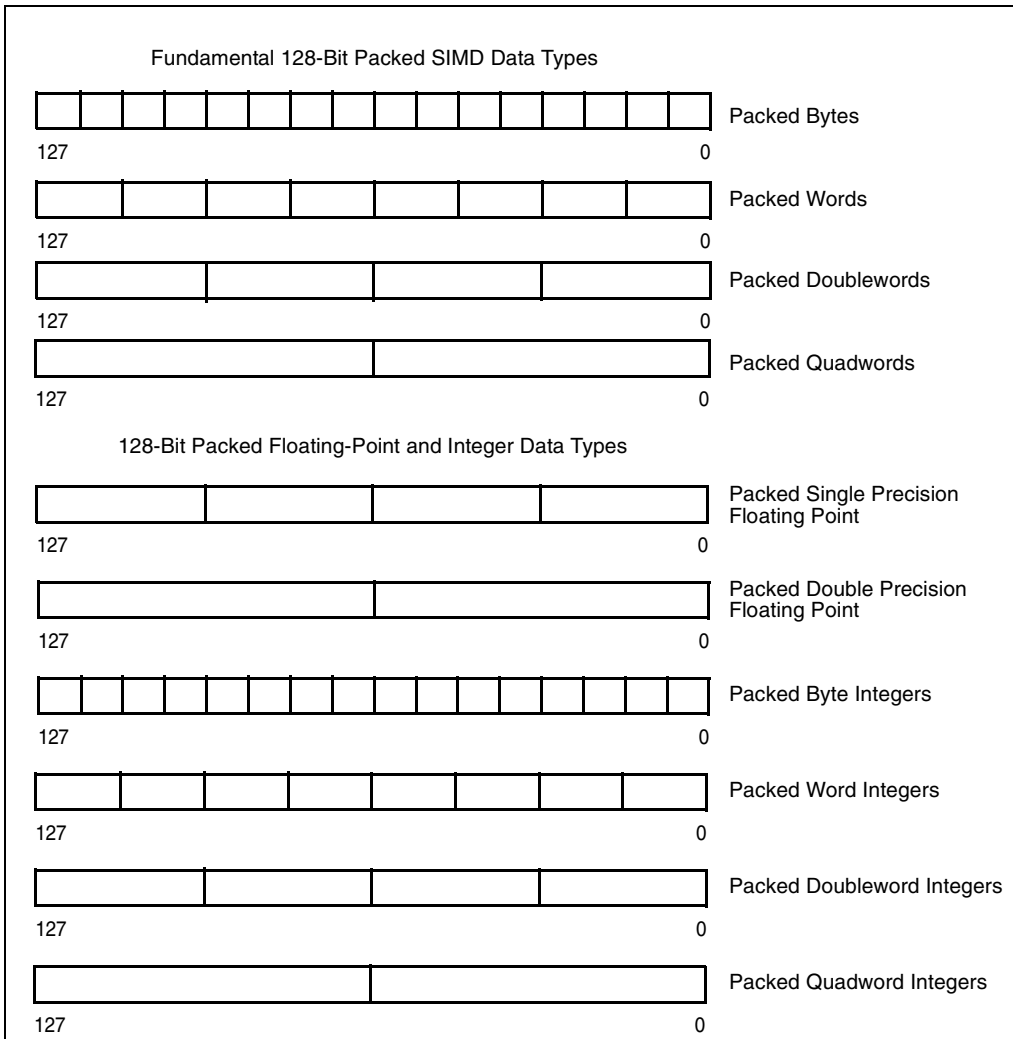 Fundamental 128-Bit Packed SIMD Data Types
Packed Bytes
127 0
Packed Words
127 0
Packed Doublewords
127 0
Packed Quadwords
127 0
128-Bit Packed Floating-Point and Integer Data Types
Packed Single Precision
Floating Point
127 0
Packed Double Precision
Floating Point
127 0
Packed Byte Integers
127 0
Packed Word Integers
127 0
Packed Doubleword Integers
127 0
Packed Quadword Integers
127 0